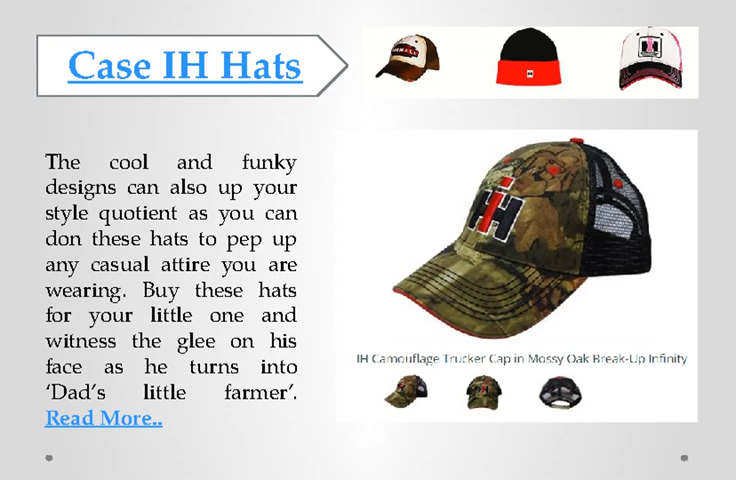 Case IH Hats
The cool and funky
designs can also up your
style quotient as you can
don these hats to pep up
any casual attire you are
wearing. Buy these hats
for your little one and
witness the glee on his
face as he turns into
‘Dad’s little farmer’.
Read More..
IH
IH Camouflage Trucker Cap in Mossy Oak Break-Up Infinity